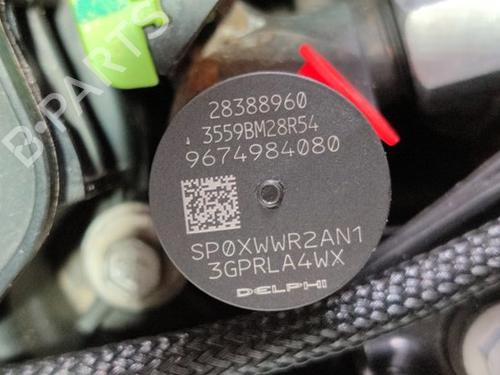 28388960
3559BM28R54
9674984080
SP0XWWR2AN1
3GPRLA4WX
DELPHI
B-PARTS